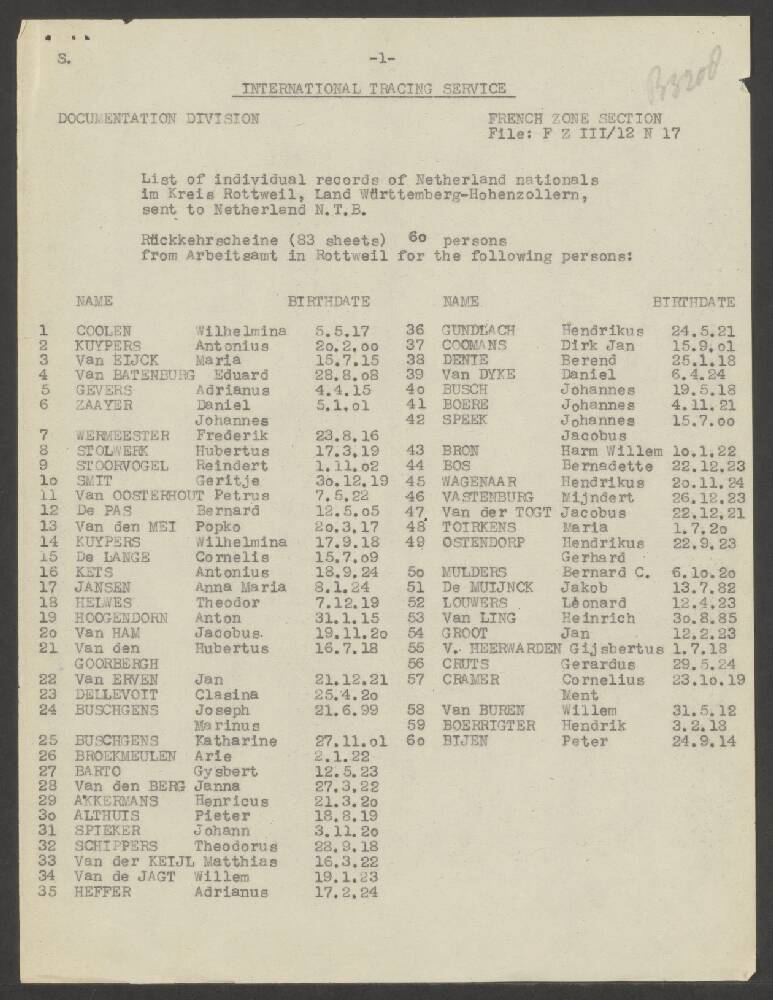 S.
-1-
B3208
INTERNATIONAL TRACING SERVICE
DOCUMENTATION DIVISION
FRENCH ZONE SECTION
File: F Z III/12 N 17
List of individual records of Netherland nationals
im Kreis Rottweil, Land Württemberg-Hohenzollern,
sent to Netherland N.T.B.
Rückkehrscheine (83 sheets) 6o persons
from Arbeitsamt in Rottweil for the following persons:
NAME BIRTHDATE
1 COOLEN Wilhelmina 5.5.17
2 KUYPERS Antonius 2o.2.oo
3 Van EIJCK Maria 15.7.15
4 Van BATENBURG Eduard 28.8.o8
5 GEVERS Adrianus 4.4.15
6 ZAAYER Daniel 5.1.o1
Johannes
7 WERMEESTER Frederik 23.8.16
8 STOLWERK Hubertus 17.3.19
9 STOORVOGEL Reindert 1.11.o2
1o SMIT Geritje 3o.12.19
11 Van OOSTERHOUT Petrus 7.5.22
12 De PAS Bernard 12.5.o5
13 Van den MEI Popko 2o.3.17
14 KUYPERS Wilhelmina 17.9.18
15 De LANGE Cornelis 15.7.o9
16 KETS Antonius 18.9.24
17 JANSEN Anna Maria 8.1.24
18 HELWES Theodor 7.12.19
19 HOOGENDORN Anton 31.1.15
2o Van HAM Jacobus. 19.11.2o
21 Van den Hubertus 16.7.18
GOORBERGH
22 Van ERVEN Jan 21.12.21
23 DELLEVOIT Clasina 25.4.2o
24 BUSCHGENS Joseph 21.6.99
Marinus
25 BUSCHGENS Katharine 27.11.o1
26 BROEKMEULEN Arie 2.1.22
27 BARTO Gysbert 12.5.23
28 Van den BERG Janna 27.3.22
29 AKKERMANS Henricus 21.3.2o
3o ALTHUIS Pieter 18.8.19
31 SPIEKER Johann 3.11.2o
32 SCHIPPERS Theodorus 28.9.18
33 Van der KEIJL Matthias 16.3.22
34 Van de JAGT Willem 19.1.23
35 HEFFER Adrianus 17.2.24
NAME BIRTHDATE
36 GUNDLACH Hendrikus 24.5.21
37 COOMANS Dirk Jan 15.9.o1
38 DENIE Berend 25.1.18
39 Van DYKE Daniel 6.4.24
4o BUSCH Johannes 19.5.18
41 BOERE Johannes 4.11.21
42 SPEEK Johannes 15.7.oo
Jacobus
43 BRON Harm Willem 1o.1.22
44 BOS Bernadette 22.12.23
45 WAGENAAR Hendrikus 2o.11.24
46 VASTENBURG Mijndert 26.12.23
47 Van der TOGT Jacobus 22.12.21
48 TOIRKENS Maria 1.7.2o
49 OSTENDORP Hendrikus 22.9.23
Gerhard
5o MULDERS Bernard C. 6.1o.2o
51 De MUIJNCK Jakob 13.7.82
52 LOUWERS Léonard 12.4.23
53 Van LING Heinrich 3o.8.85
54 GROOT Jan 12.2.23
55 V. HEERWARDEN Gijsbertus 1.7.18
56 CRUTS Gerardus 29.5.24
57 CRAMER Cornelius 23.1o.19
Ment
58 Van BUREN Willem 31.5.12
59 BOERRIGTER Hendrik 3.2.18
6o BIJEN Peter 24.9.14